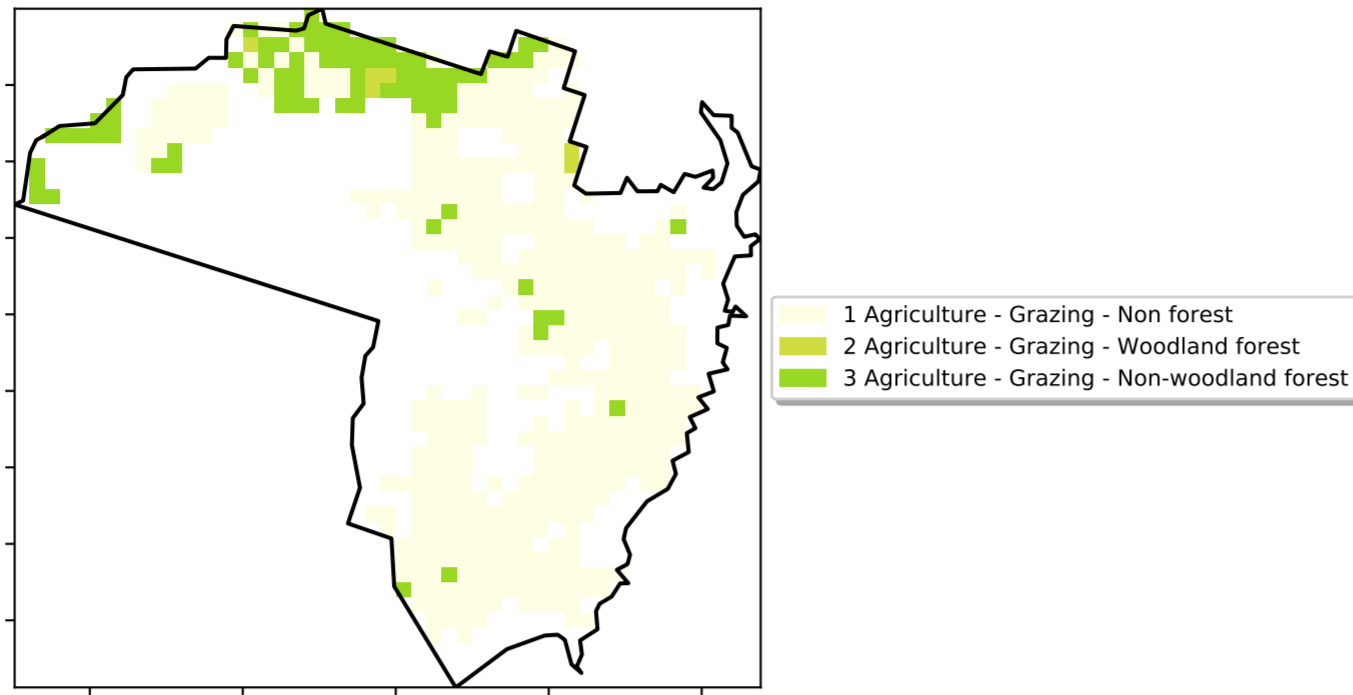 1 Agriculture - Grazing - Non forest
2 Agriculture - Grazing - Woodland forest
3 Agriculture - Grazing - Non-woodland forest